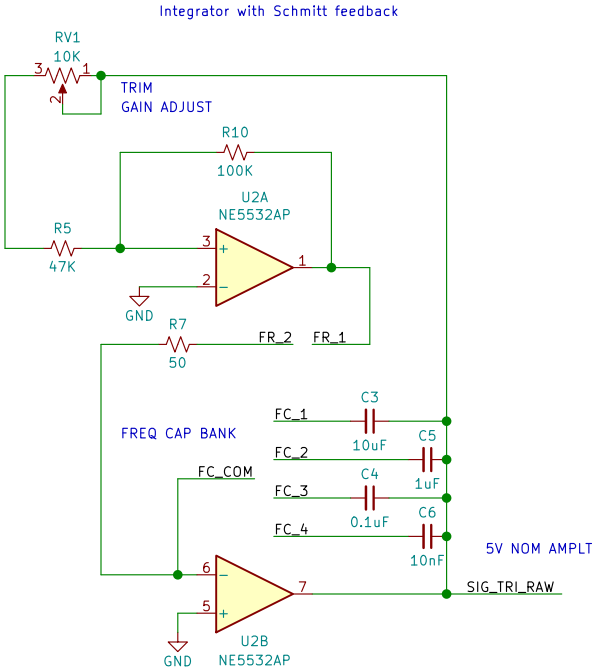 Integrator with Schmitt feedback
RV1
10K
3
1
2
TRIM
GAIN ADJUST
R10
100K
U2A
NE5532AP
R5
47K
3
+
1
2
−
GND
R7
50
FR_2
FR_1
C3
FC_1
10uF
FREQ CAP BANK
C5
FC_2
1uF
FC_COM
C4
FC_3
0.1uF
C6
FC_4
10nF
5V NOM AMPLT
6
−
7
SIG_TRI_RAW
5
+
GND
U2B
NE5532AP